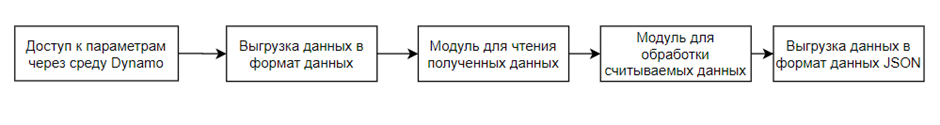 Доступ к параметрам
через среду Dynamo
Выгрузка данных в
формат данных
Модуль для чтения
полученных данных
Модуль для
обработки
считываемых данных
Выгрузка данных в
формат данных JSON